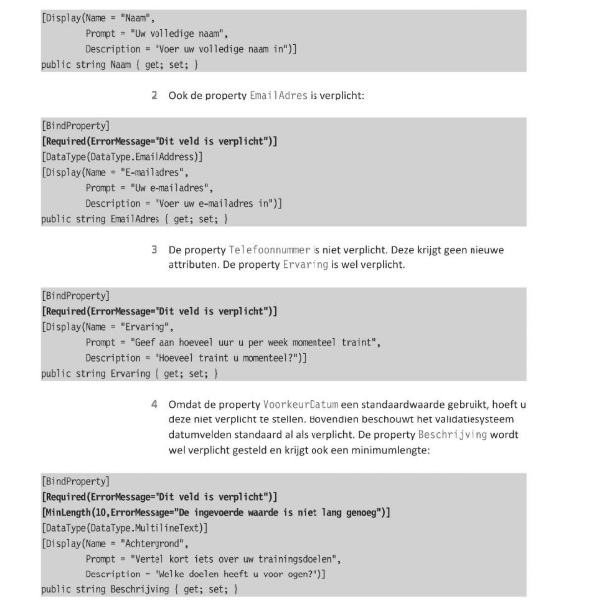 [Display(Name = "Naam",
Prompt = "Uw volledige naam",
Description = "Voer uw volledige naam in")]
public string Naam { get; set; }
2 Ook de property EmailAdres is verplicht:
[BindProperty]
[Required(ErrorMessage="Dit veld is verplicht")]
[DataType(DataType.EmailAddress)]
[Display(Name = "E-mailadres",
Prompt = "Uw e-mailadres",
Description = "Voer uw e-mailadres in")]
public string EmailAdres { get; set; }
3 De property Telefoonnummer is niet verplicht. Deze krijgt geen nieuwe
attributen. De property Ervaring is wel verplicht.
[BindProperty]
[Required(ErrorMessage="Dit veld is verplicht")]
[Display(Name = "Ervaring",
Prompt = "Geef aan hoeveel uur u per week momenteel traint",
Description = "Hoeveel traint u momenteel?")]
public string Ervaring { get; set; }
4 Omdat de property VoorkeurDatum een standaardwaarde gebruikt, hoeft u
deze niet verplicht te stellen. Bovendien beschouwt het validatiesysteem
datumvelden standaard al als verplicht. De property Beschrijving wordt
wel verplicht gesteld en krijgt ook een minimumlengte:
[BindProperty]
[Required(ErrorMessage="Dit veld is verplicht")]
[MinLength(10,ErrorMessage="De ingevoerde waarde is niet lang genoeg")]
[DataType(DataType.MultilineText)]
[Display(Name = "Achtergrond",
Prompt = "Vertel kort iets over uw trainingsdoelen",
Description = "Welke doelen heeft u voor ogen?")]
public string Beschrijving { get; set; }